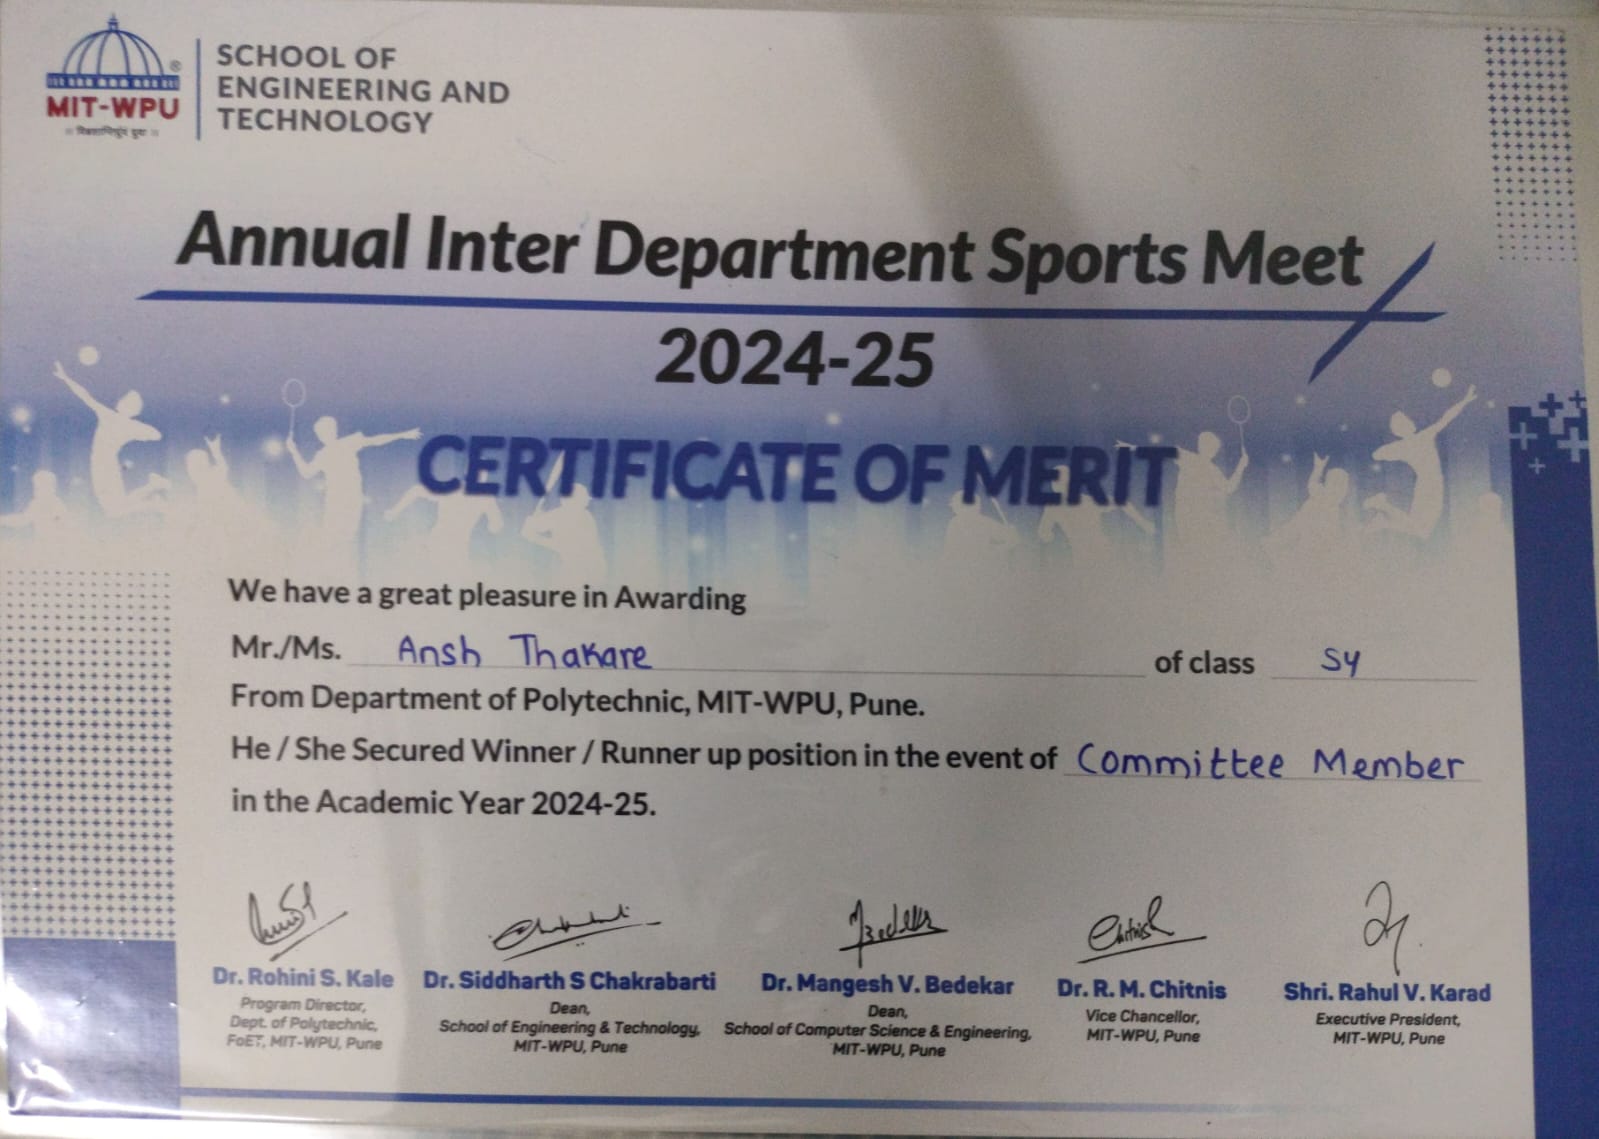 SCHOOL OF
ENGINEERING AND
TECHNOLOGY
MIT-WPU
®
Annual Inter Department Sports Meet
2024-25
CERTIFICATE OF MERIT
We have a great pleasure in Awarding
Mr./Ms. Ansh Thakare of class SY
From Department of Polytechnic, MIT-WPU, Pune.
He / She Secured Winner / Runner up position in the event of Committee Member
in the Academic Year 2024-25.
Dr. Rohini S. Kale
Program Director,
Dept. of Polytechnic,
FoET, MIT-WPU, Pune
Dr. Siddharth S Chakrabarti
Dean,
School of Engineering & Technology,
MIT-WPU, Pune
Dr. Mangesh V. Bedekar
Dean,
School of Computer Science & Engineering,
MIT-WPU, Pune
Dr. R. M. Chitnis
Vice Chancellor,
MIT-WPU, Pune
Shri. Rahul V. Karad
Executive President,
MIT-WPU, Pune